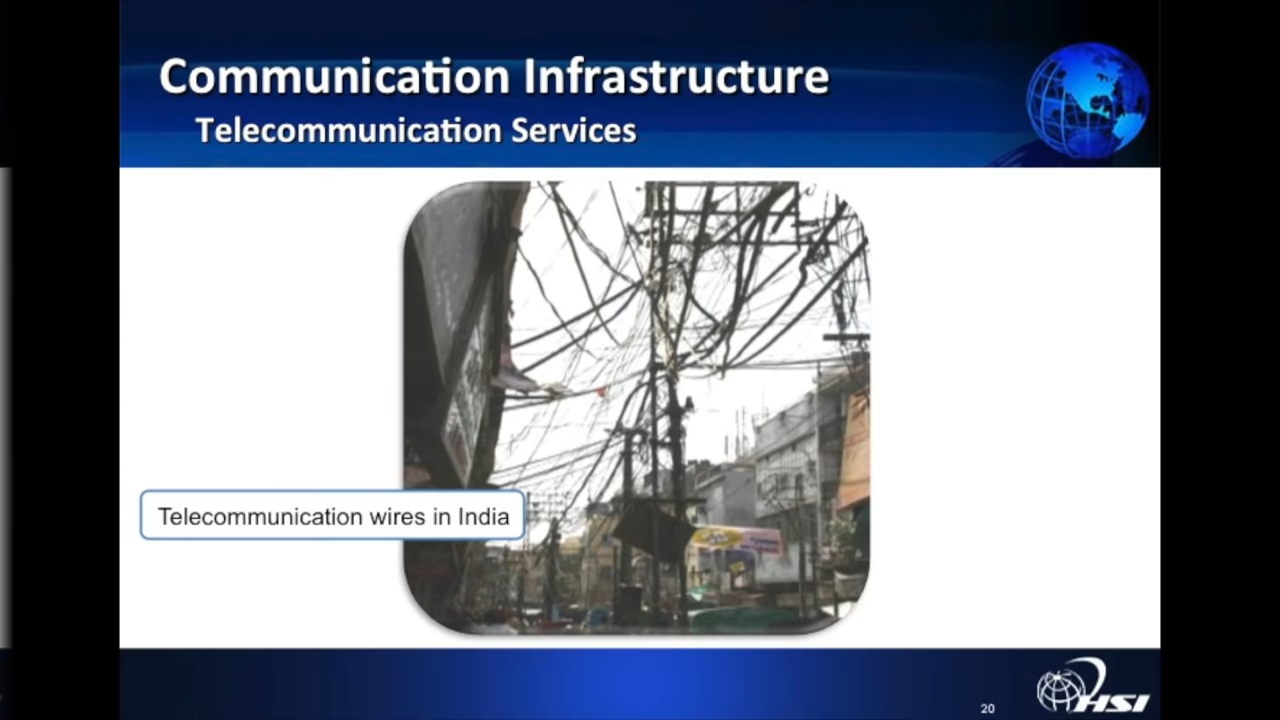 Communication Infrastructure
Telecommunication Services
Telecommunication wires in India
20
HSI